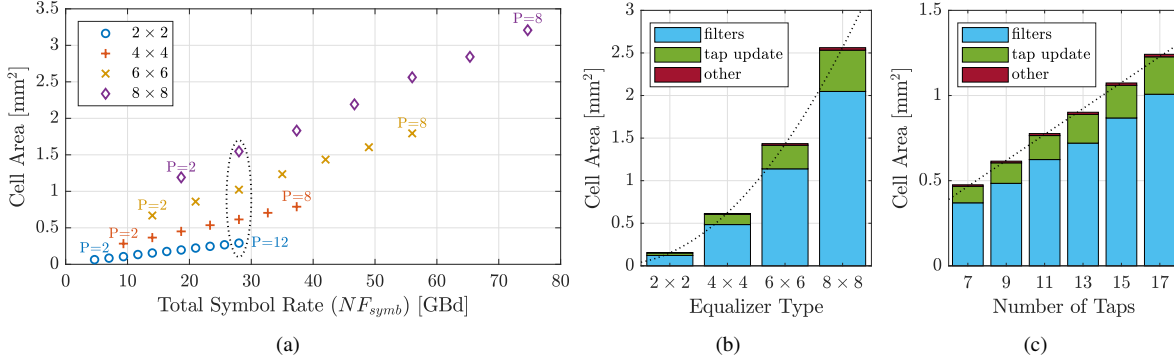 Cell Area [mm²]
3.5
3
2.5
2
1.5
1
0.5
0
2 × 2
4 × 4
6 × 6
8 × 8
P=8
P=2
P=8
P=2
P=8
P=2
P=2
P=12
0 10 20 30 40 50 60 70 80
Total Symbol Rate (NF_symb) [GBd]
(a)
Cell Area [mm²]
3
2.5
2
1.5
1
0.5
0
filters
tap update
other
2 × 2 4 × 4 6 × 6 8 × 8
Equalizer Type
(b)
Cell Area [mm²]
1.5
1
0.5
0
filters
tap update
other
7 9 11 13 15 17
Number of Taps
(c)